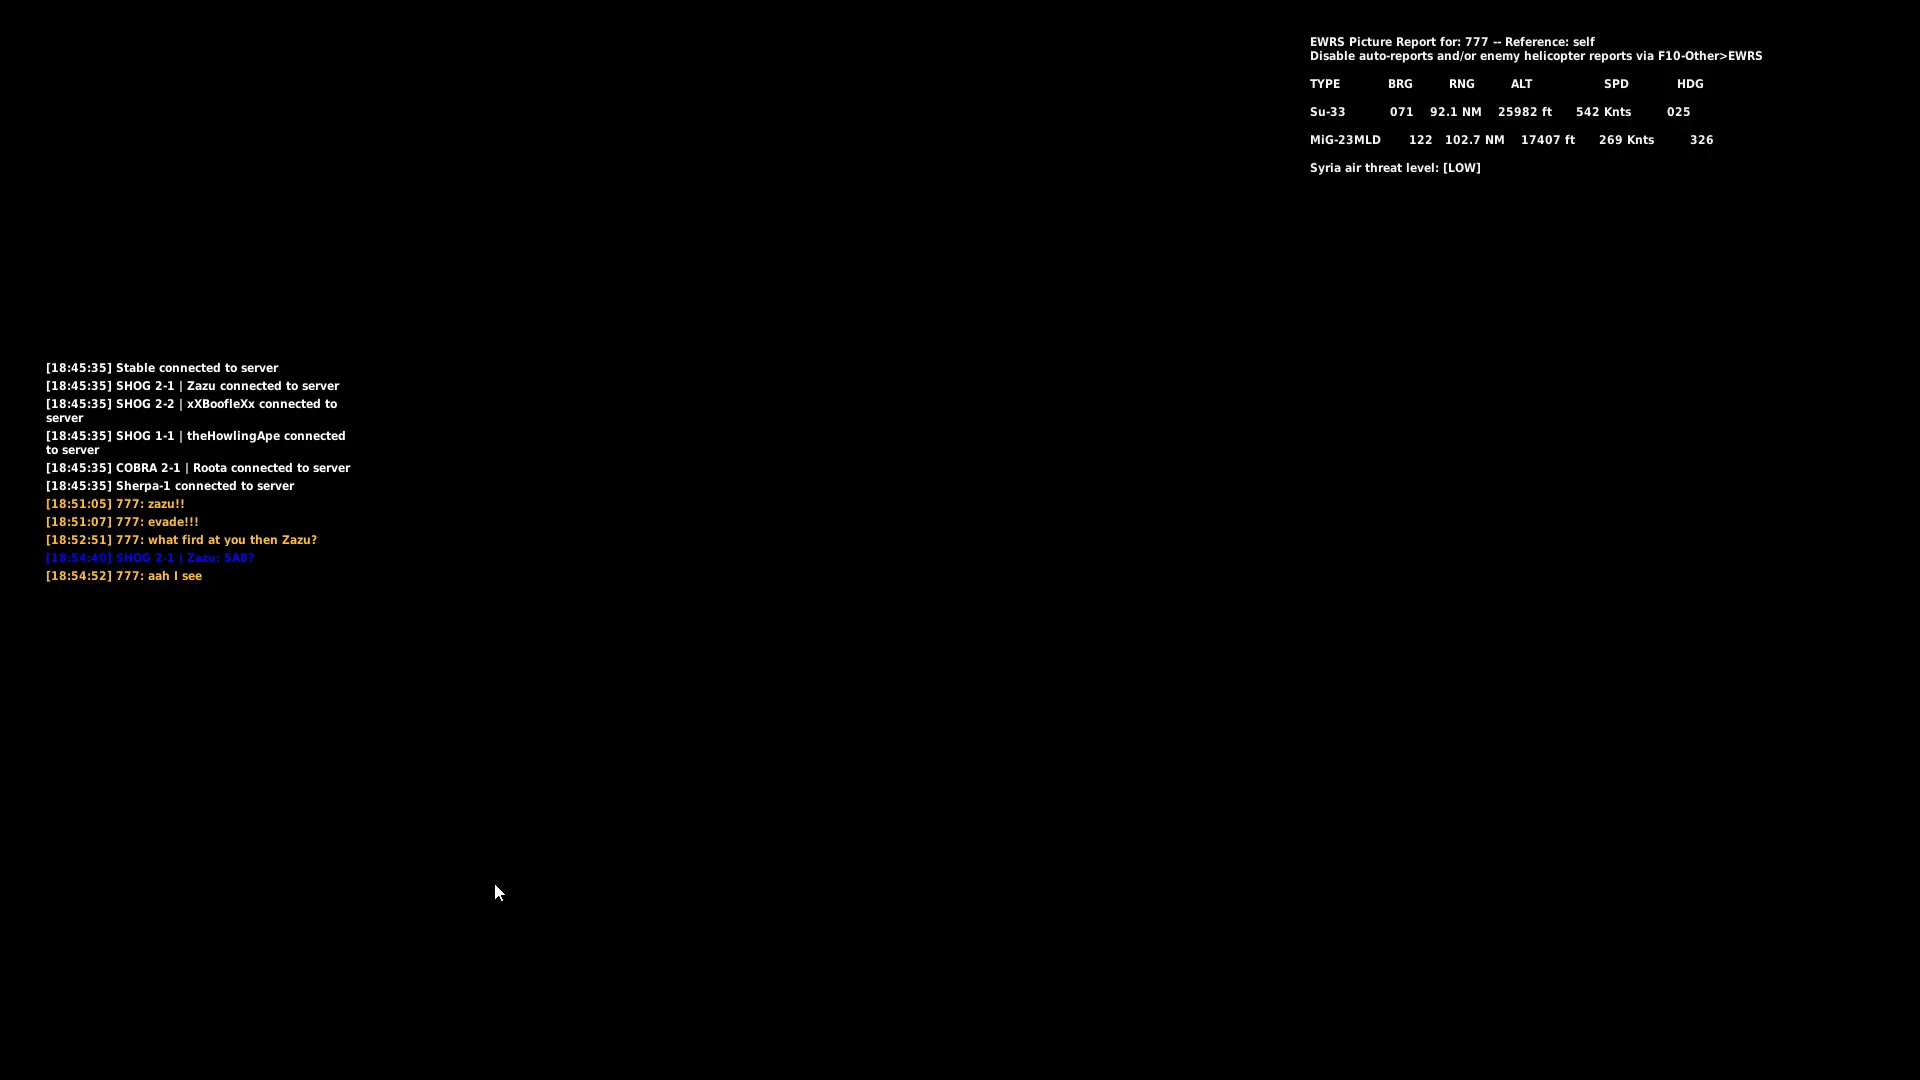 EWRS Picture Report for: 777 -- Reference: self
Disable auto-reports and/or enemy helicopter reports via F10-Other>EWRS
TYPE BRG RNG ALT SPD HDG
Su-33 071 92.1 NM 25982 ft 542 Knts 025
MiG-23MLD 122 102.7 NM 17407 ft 269 Knts 326
Syria air threat level: [LOW]
[18:45:35] Stable connected to server
[18:45:35] SHOG 2-1 | Zazu connected to server
[18:45:35] SHOG 2-2 | xXBoofleXx connected to
server
[18:45:35] SHOG 1-1 | theHowlingApe connected
to server
[18:45:35] COBRA 2-1 | Roota connected to server
[18:45:35] Sherpa-1 connected to server
[18:51:05] 777: zazu!!
[18:51:07] 777: evade!!!
[18:52:51] 777: what fird at you then Zazu?
[18:54:40] SHOG 2-1 | Zazu: SA8?
[18:54:52] 777: aah I see